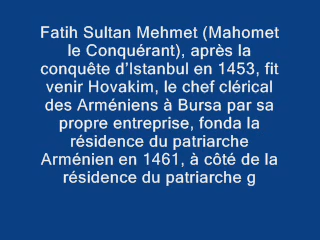 Fatih Sultan Mehmet (Mahomet
le Conquérant), après la
conquête d’Istanbul en 1453, fit
venir Hovakim, le chef clérical
des Arméniens à Bursa par sa
propre entreprise, fonda la
résidence du patriarche
Arménien en 1461, à côté de la
résidence du patriarche g